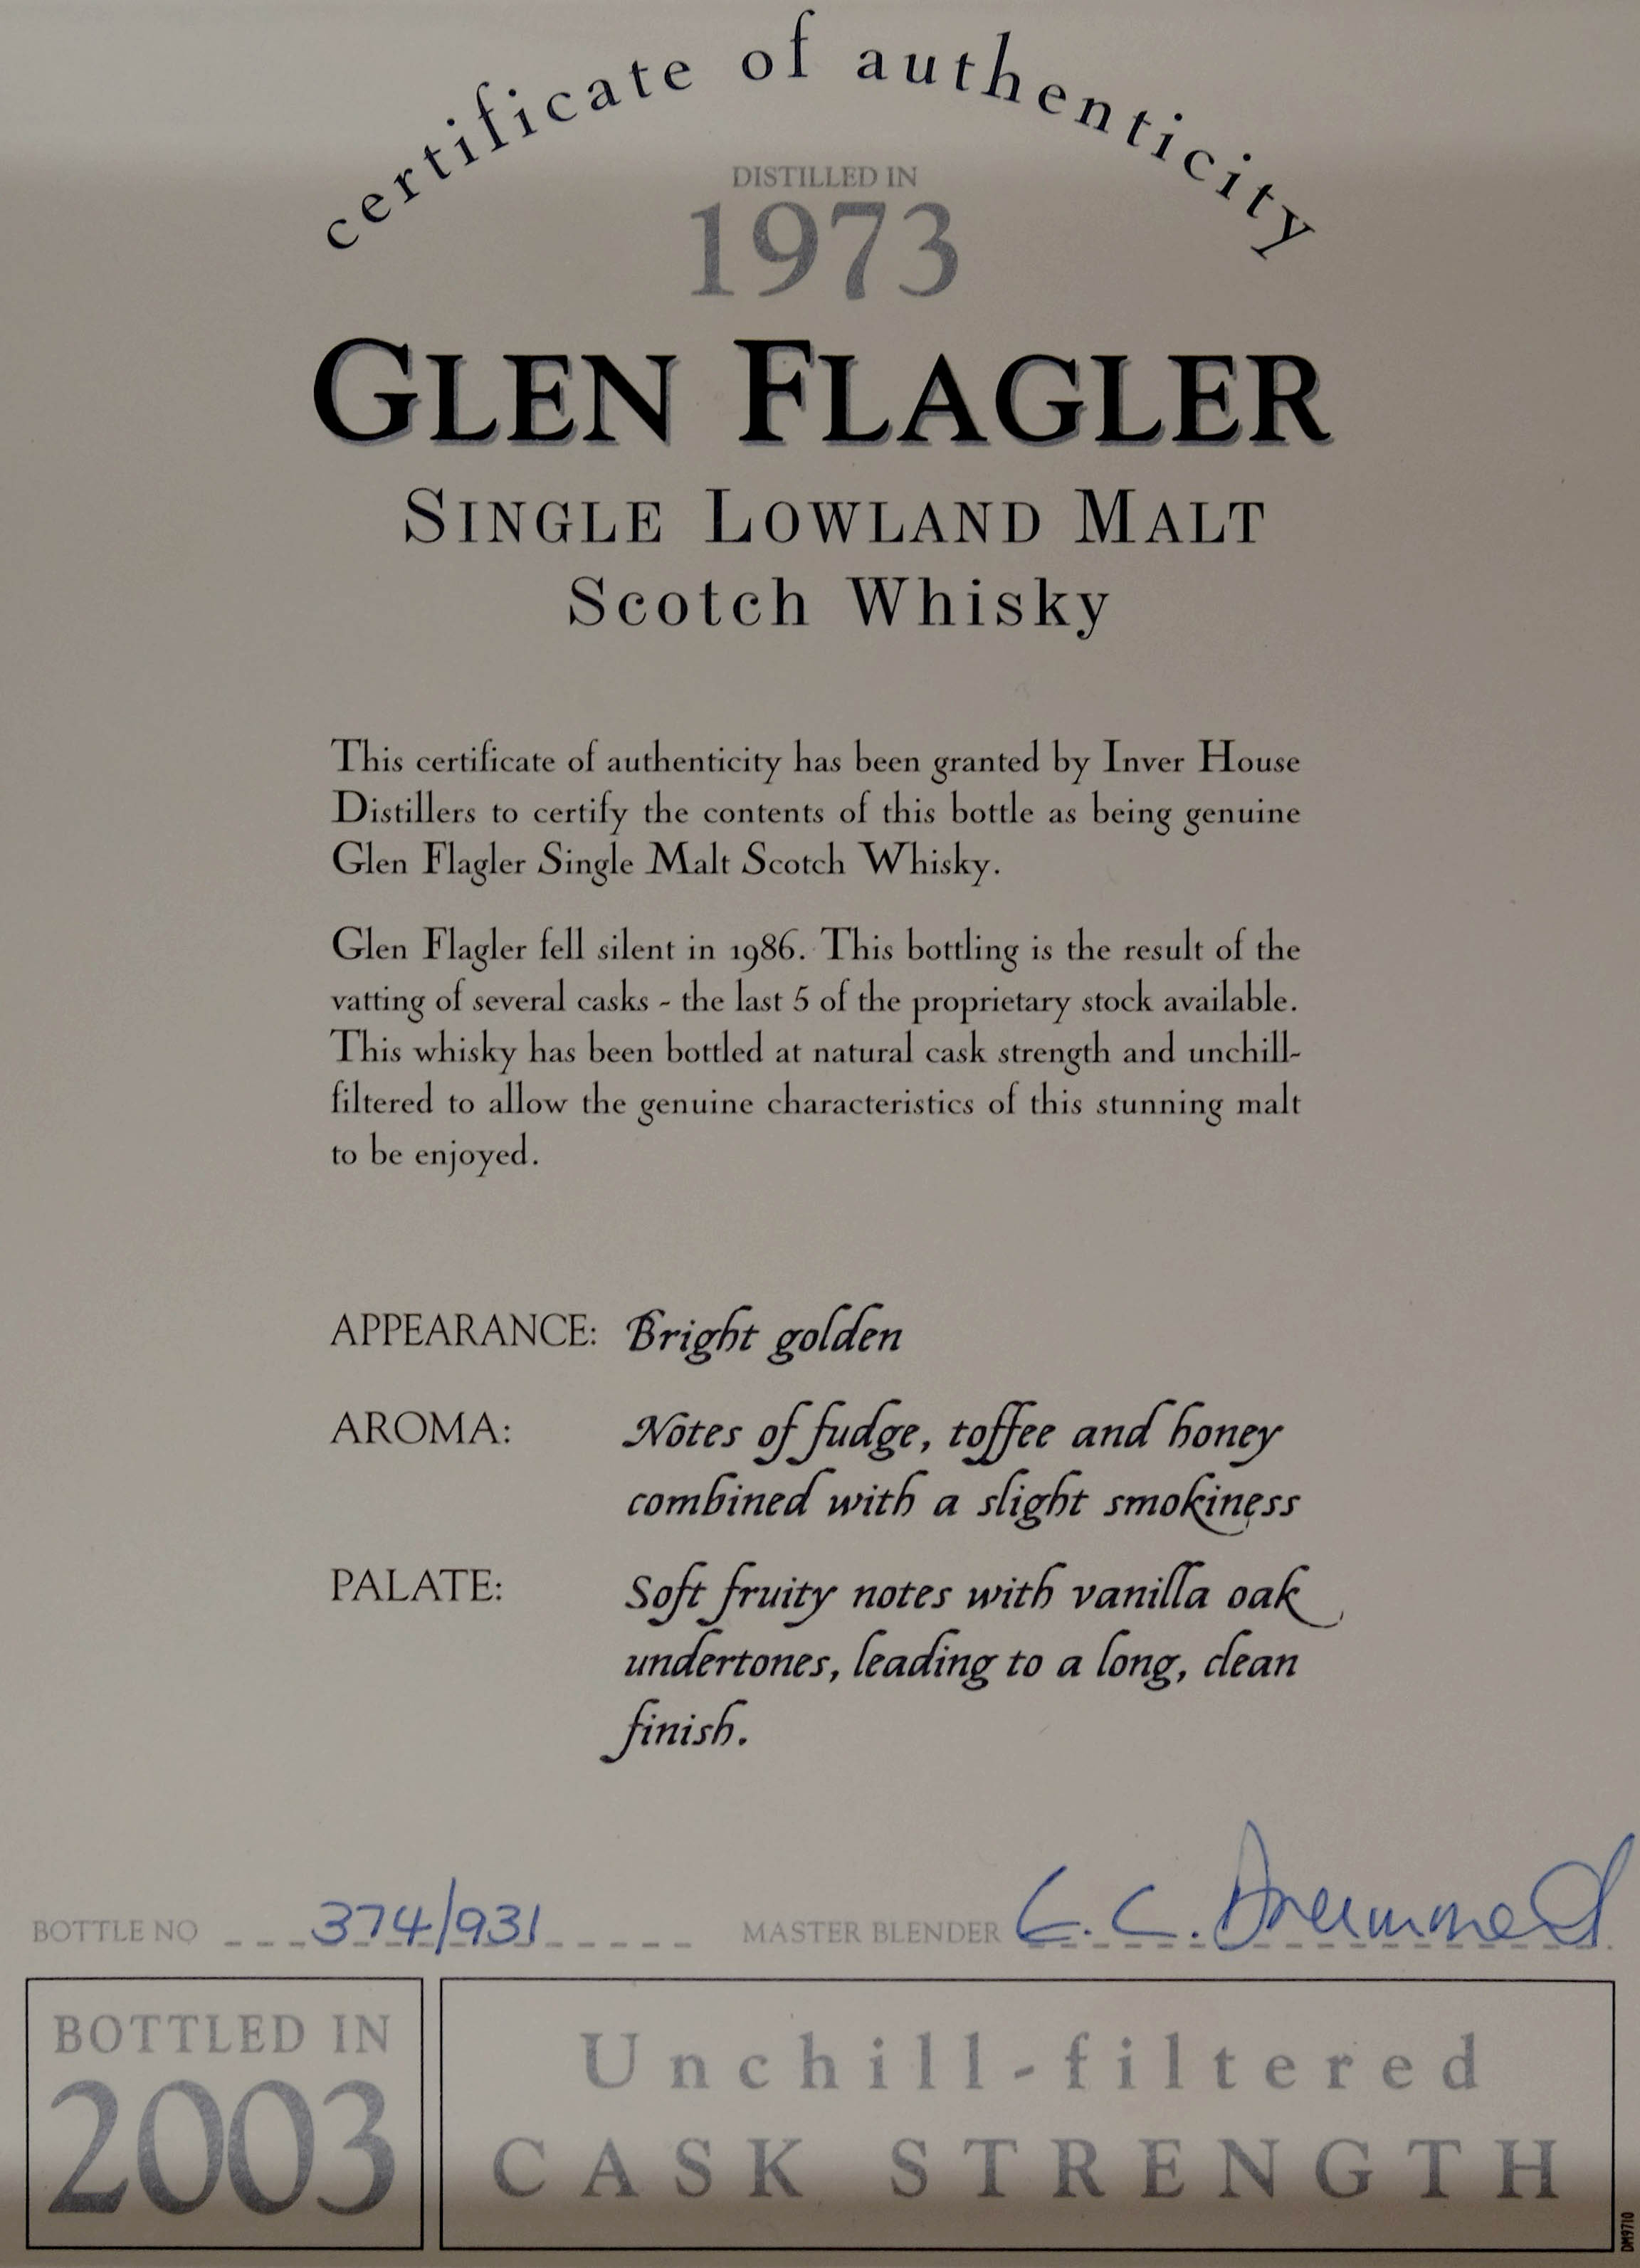 certificate of authenticity
DISTILLED IN
1973
GLEN FLAGLER
SINGLE LOWLAND MALT
Scotch Whisky
This certificate of authenticity has been granted by Inver House
Distillers to certify the contents of this bottle as being genuine
Glen Flagler Single Malt Scotch Whisky.
Glen Flagler fell silent in 1986. This bottling is the result of the
vatting of several casks - the last 5 of the proprietary stock available.
This whisky has been bottled at natural cask strength and unchill-
filtered to allow the genuine characteristics of this stunning malt
to be enjoyed.
APPEARANCE: Bright golden
AROMA: Notes of fudge, toffee and honey
combined with a slight smokiness
PALATE: Soft fruity notes with vanilla oak
undertones, leading to a long, clean
finish.
BOTTLE NO 374/931 MASTER BLENDER G. C. Drummond
BOTTLED IN
2003
Unchill-filtered
CASK STRENGTH
DM9710